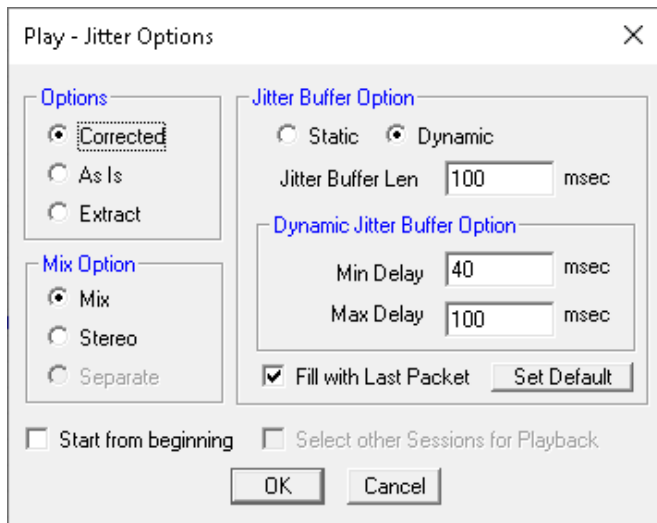 Play - Jitter Options
Options
Corrected
As Is
Extract
Mix Option
Mix
Stereo
Separate
Jitter Buffer Option
Static Dynamic
Jitter Buffer Len 100 msec
Dynamic Jitter Buffer Option
Min Delay 40 msec
Max Delay 100 msec
Fill with Last Packet Set Default
Start from beginning Select other Sessions for Playback
OK Cancel